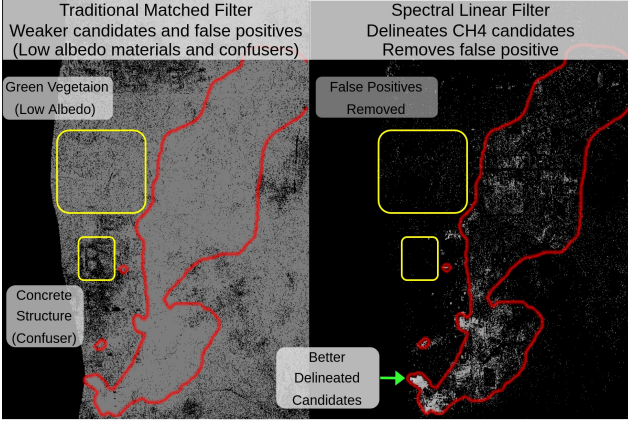 Traditional Matched Filter
Weaker candidates and false positives
(Low albedo materials and confusers)
Spectral Linear Filter
Delineates CH4 candidates
Removes false positive
Green Vegetaion
(Low Albedo)
False Positives
Removed
Concrete
Structure
(Confuser)
Better
Delineated
Candidates